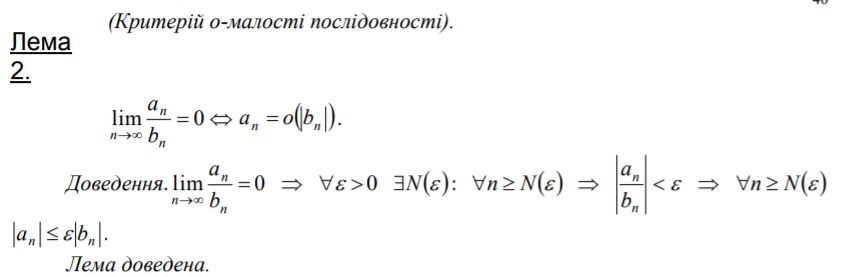 (Критерій о-малості послідовності).
Лема
2.
lim_{n→∞} a_n / b_n = 0 ⇔ a_n = o(|b_n|).
Доведення. lim_{n→∞} a_n / b_n = 0 ⇒ ∀ε>0 ∃N(ε): ∀n ≥ N(ε) ⇒ |a_n / b_n| < ε ⇒ ∀n ≥ N(ε)
|a_n| ≤ ε|b_n|.
Лема доведена.